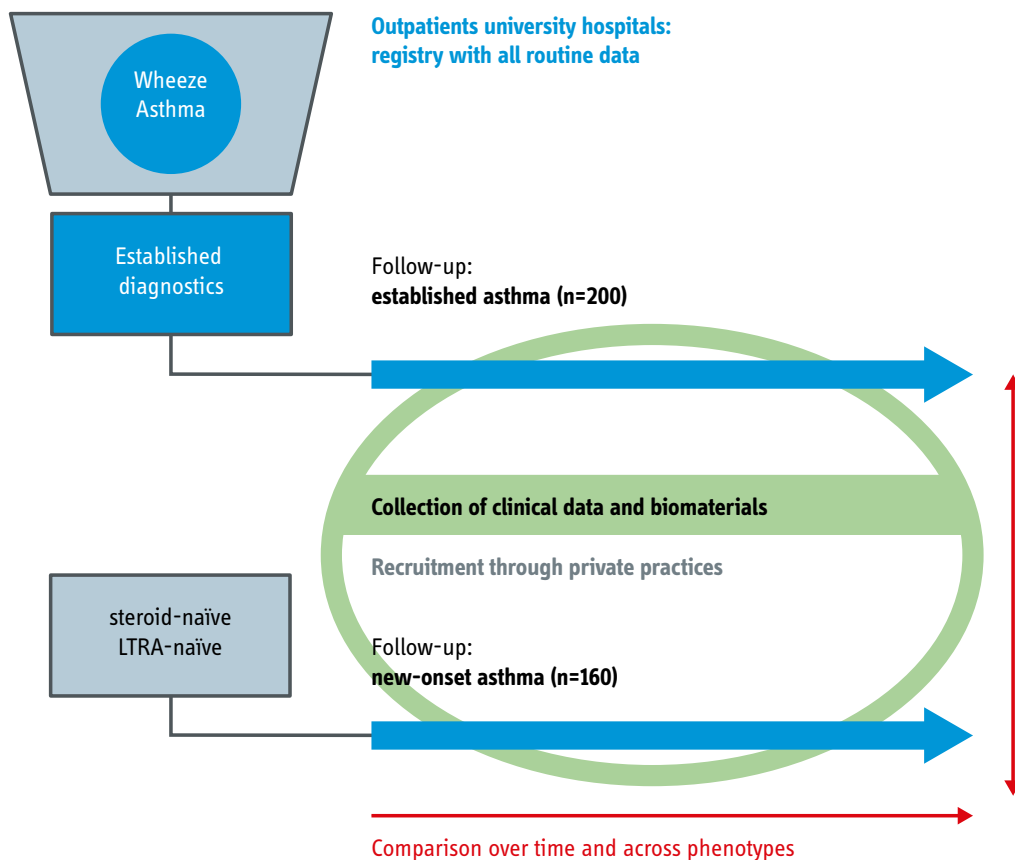 Outpatients university hospitals:
registry with all routine data
Wheeze
Asthma
Established
diagnostics
Follow-up:
established asthma (n=200)
Collection of clinical data and biomaterials
Recruitment through private practices
steroid-naïve
LTRA-naïve
Follow-up:
new-onset asthma (n=160)
Comparison over time and across phenotypes